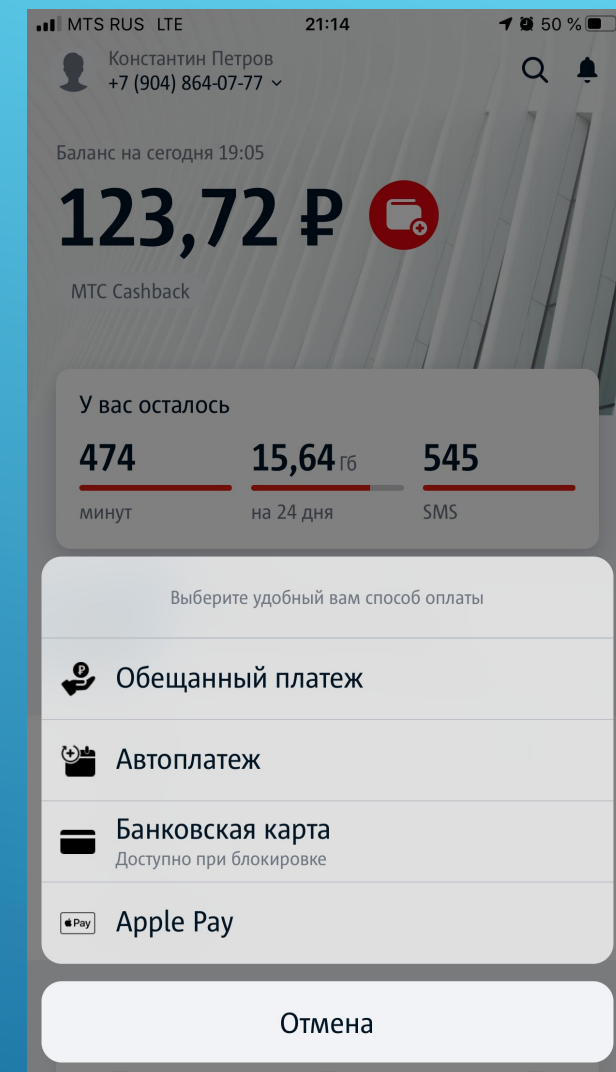 MTS RUS LTE 21:14 50 %
Константин Петров
+7 (904) 864-07-77
Баланс на сегодня 19:05
123,72 ₽
МТС Cashback
У вас осталось
474 15,64 Гб 545
минут на 24 дня SMS
Выберите удобный вам способ оплаты
Обещанный платеж
Автоплатеж
Банковская карта
Доступно при блокировке
Pay Apple Pay
Отмена